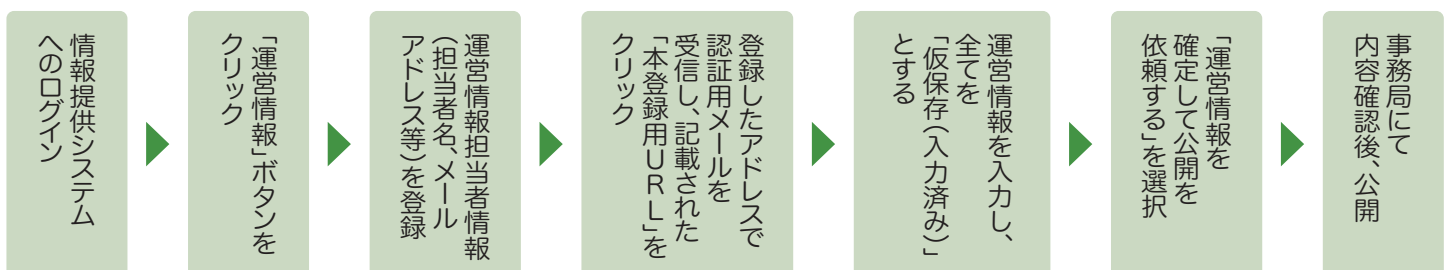 情報提供システム
へのログイン
「運営情報」ボタンを
クリック
運営情報担当者情報
（担当者名、メール
アドレス等）を登録
登録したアドレスで
認証用メールを
受信し、記載された
「本登録用ＵＲＬ」を
クリック
運営情報を入力し、
全てを
「仮保存（入力済み）」
とする
「運営情報を
確定して公開を
依頼する」を選択
事務局にて
内容確認後、公開